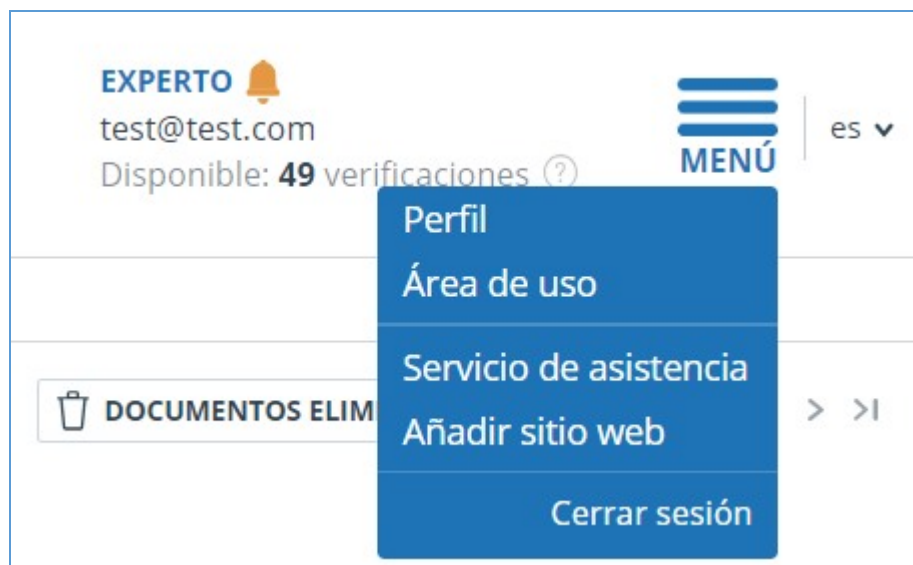 EXPERTO
test@test.com
Disponible: 49 verificaciones ?
MENÚ
es
Perfil
Área de uso
Servicio de asistencia
Añadir sitio web
Cerrar sesión
DOCUMENTOS ELIM
> >|